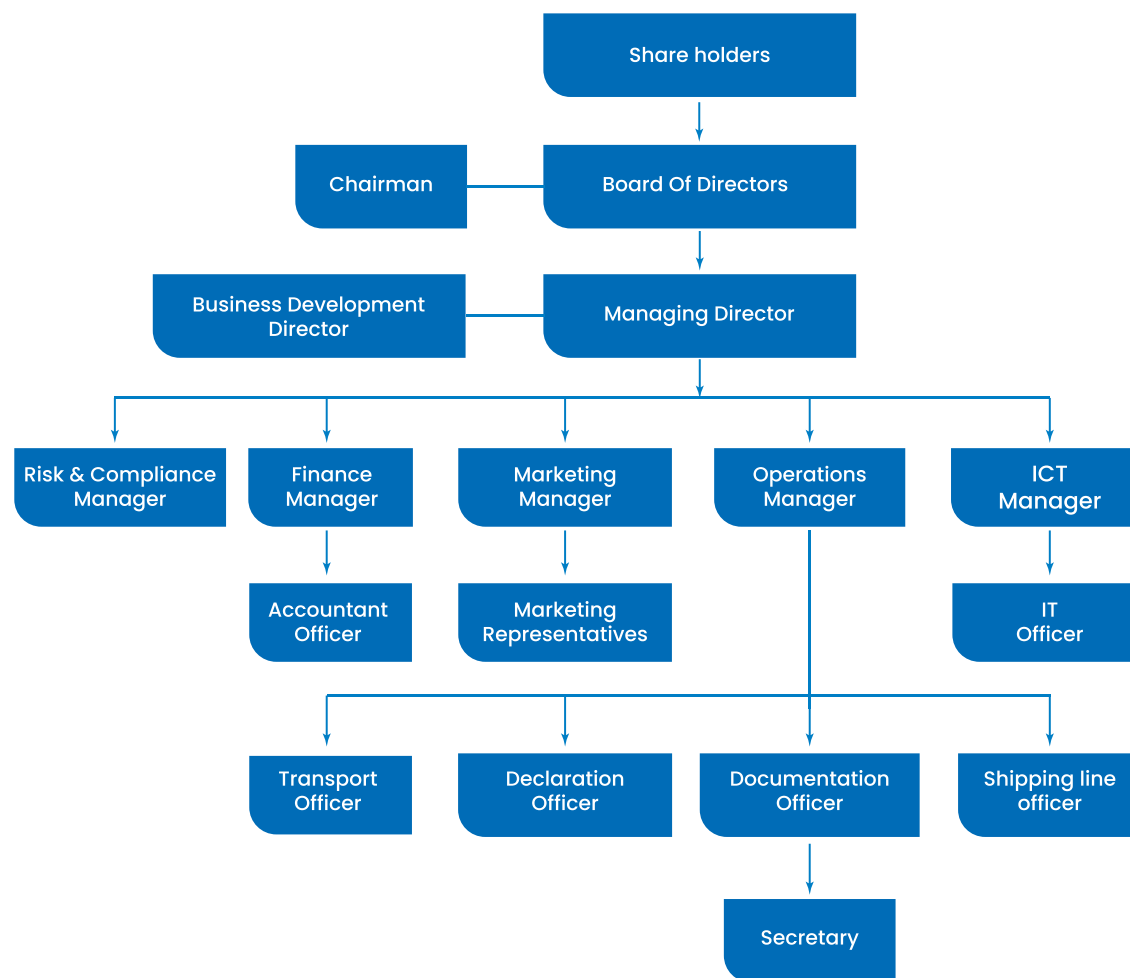 Share holders
Chairman
Board Of Directors
Business Development
Director
Managing Director
Risk & Compliance
Manager
Finance
Manager
Marketing
Manager
Operations
Manager
ICT
Manager
Accountant
Officer
Marketing
Representatives
IT
Officer
Transport
Officer
Declaration
Officer
Documentation
Officer
Shipping line
officer
Secretary